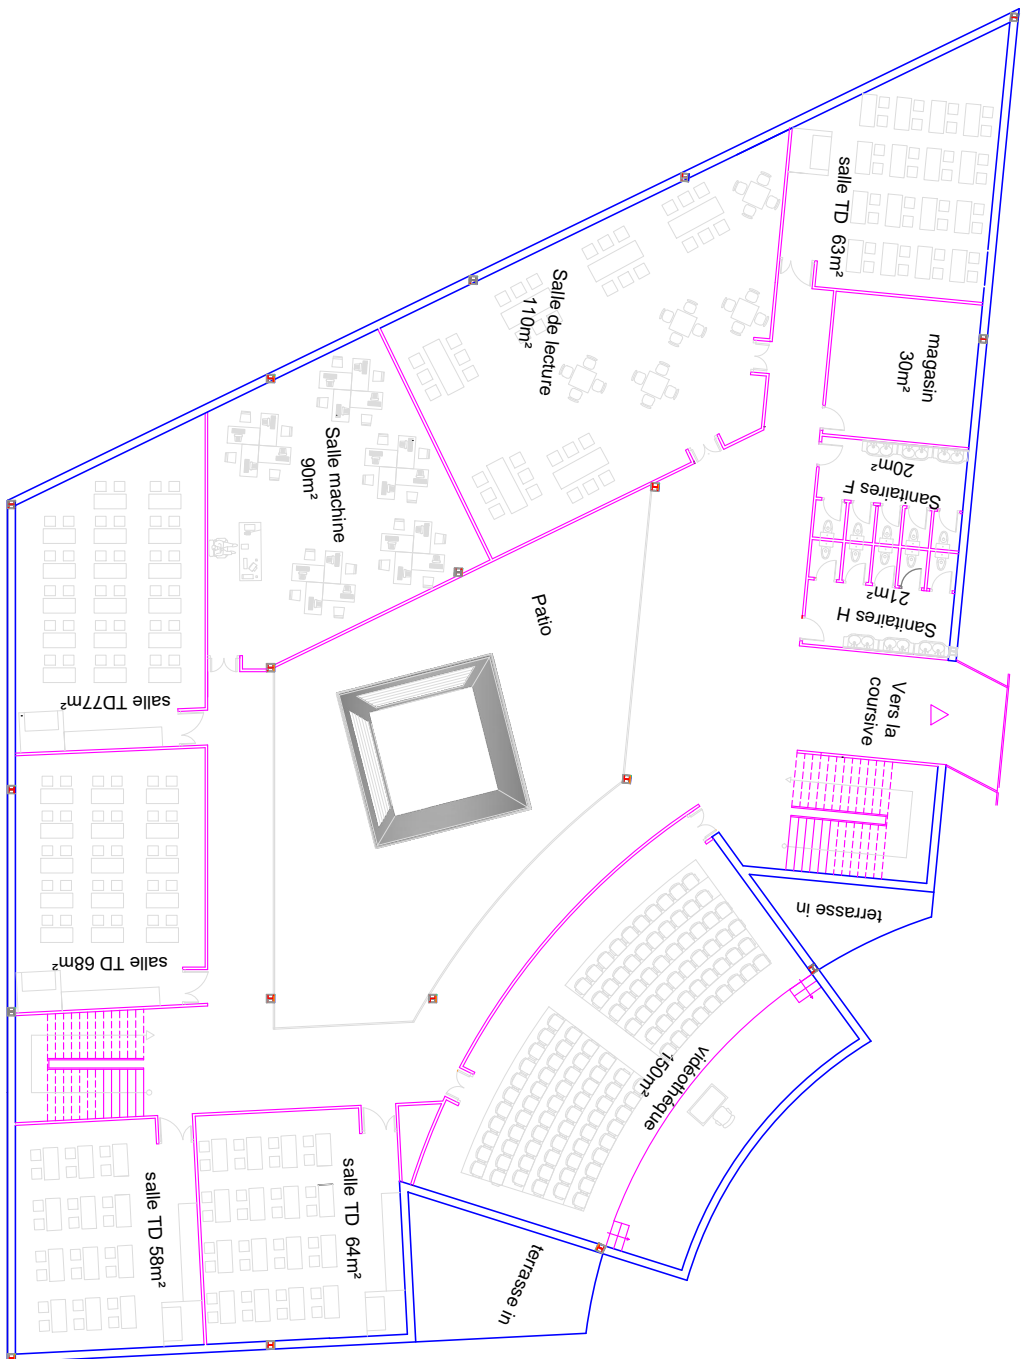 salle TD  63m²
magasin
30m²
Salle de lecture
110m²
Salle machine
90m²
Sanitaires F
20m²
Sanitaires H
21m²
Patio
Vers la
coursive
salle TD77m²
salle TD 68m²
terrasse in
vidéothèque
150m²
salle TD 58m²
salle TD  64m²
terrasse in